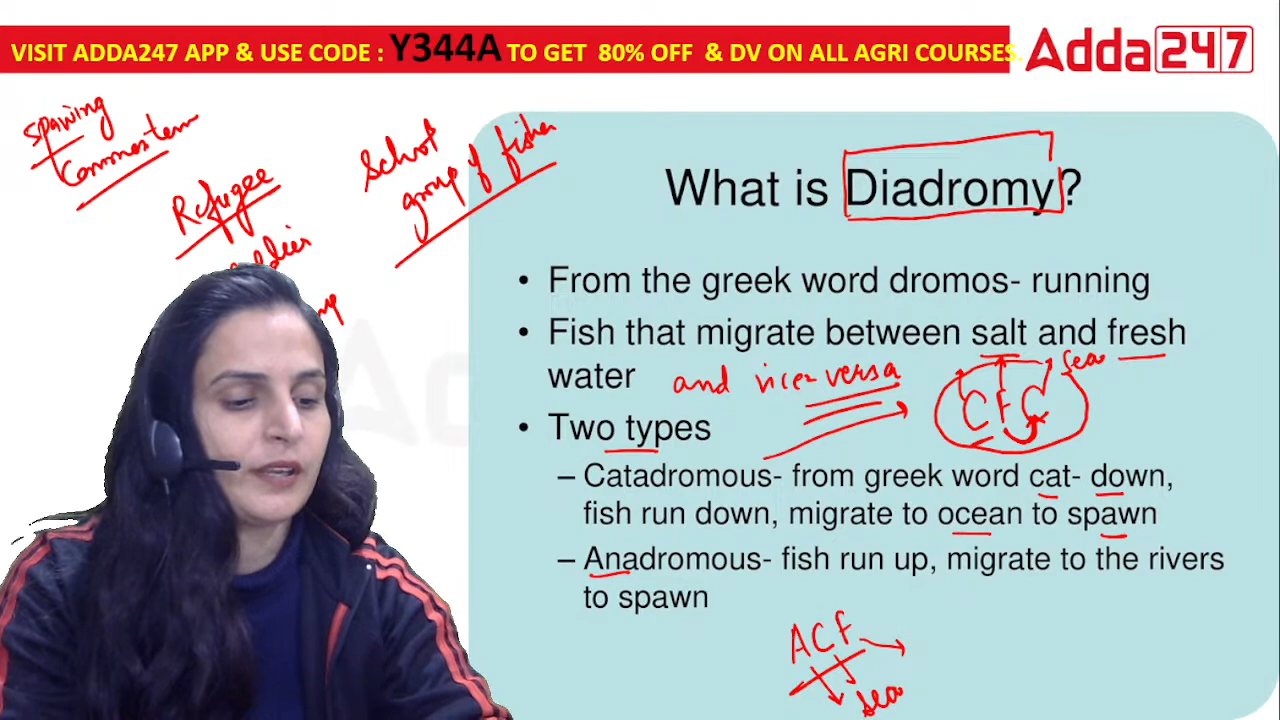 VISIT ADDA247 APP & USE CODE : Y344A TO GET 80% OFF & DV ON ALL AGRI COURSES.
Adda247
Spawing
Refugee
School
group of fishes
What is Diadromy?
• From the greek word dromos- running
• Fish that migrate between salt and fresh
water and vice-versa
sea
CFC
• Two types
– Catadromous- from greek word cat- down,
fish run down, migrate to ocean to spawn
– Anadromous- fish run up, migrate to the rivers
to spawn
ACF
sea